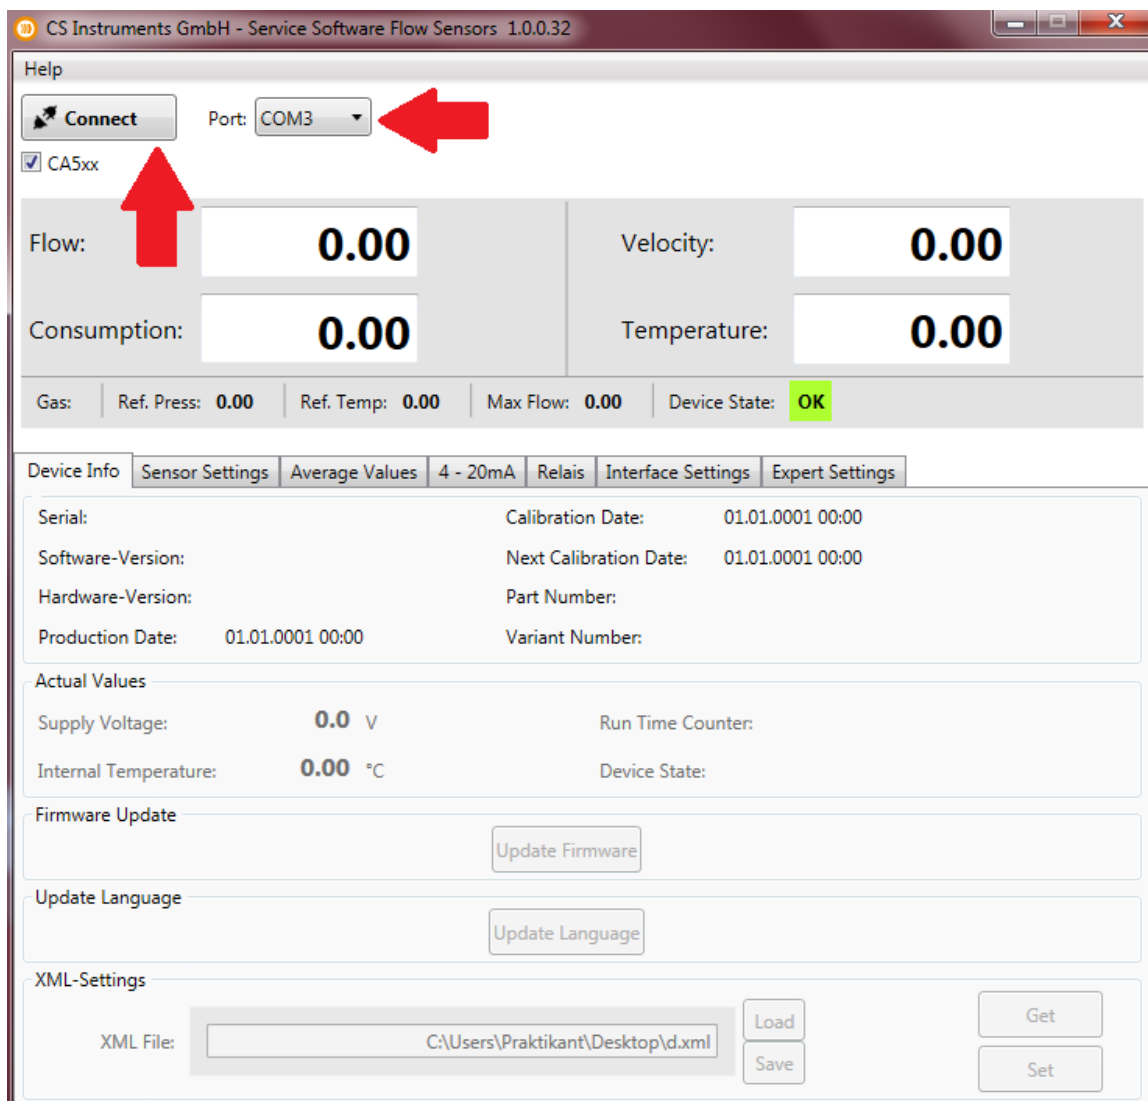 CS Instruments GmbH - Service Software Flow Sensors 1.0.0.32
Help
Connect Port: COM3
CA5xx
Flow: 0.00 Velocity: 0.00
Consumption: 0.00 Temperature: 0.00
Gas: Ref. Press: 0.00 Ref. Temp: 0.00 Max Flow: 0.00 Device State: OK
Device Info Sensor Settings Average Values 4 - 20mA Relais Interface Settings Expert Settings
Serial: Calibration Date: 01.01.0001 00:00
Software-Version: Next Calibration Date: 01.01.0001 00:00
Hardware-Version: Part Number:
Production Date: 01.01.0001 00:00 Variant Number:
Actual Values
Supply Voltage: 0.0 V Run Time Counter:
Internal Temperature: 0.00 °C Device State:
Firmware Update
Update Firmware
Update Language
Update Language
XML-Settings
XML File: C:\Users\Praktikant\Desktop\d.xml Load Get
Save Set